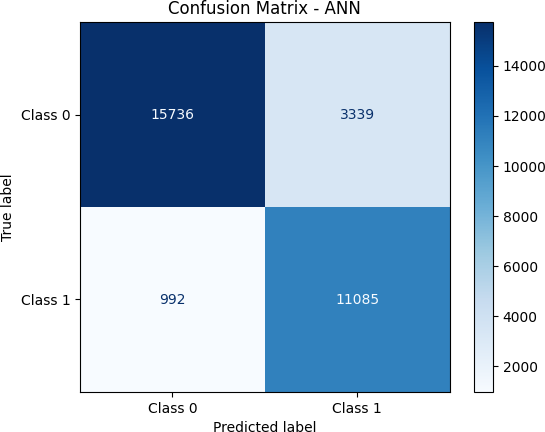 Confusion Matrix - ANN
Class 0
15736
3339
Class 1
992
11085
Class 0
Class 1
Predicted label
True label
14000
12000
10000
8000
6000
4000
2000